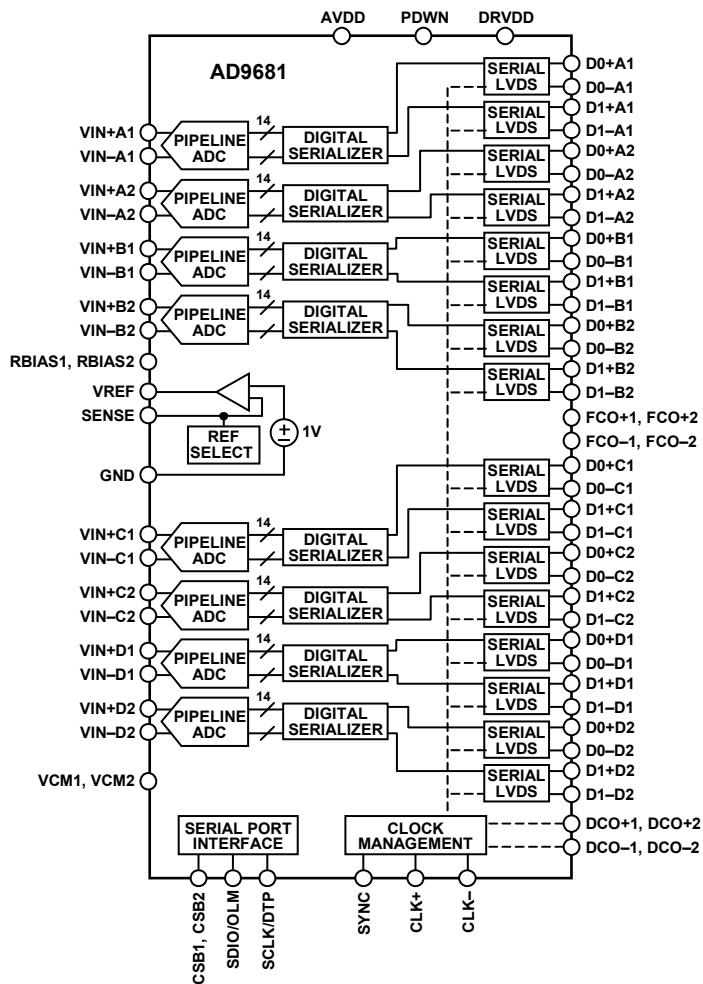 AVDD PDWN DRVDD
AD9681
VIN+A1
VIN–A1
PIPELINE
ADC
14
DIGITAL
SERIALIZER
SERIAL
LVDS
D0+A1
D0–A1
SERIAL
LVDS
D1+A1
D1–A1
VIN+A2
VIN–A2
PIPELINE
ADC
14
DIGITAL
SERIALIZER
SERIAL
LVDS
D0+A2
D0–A2
SERIAL
LVDS
D1+A2
D1–A2
VIN+B1
VIN–B1
PIPELINE
ADC
14
DIGITAL
SERIALIZER
SERIAL
LVDS
D0+B1
D0–B1
SERIAL
LVDS
D1+B1
D1–B1
VIN+B2
VIN–B2
PIPELINE
ADC
14
DIGITAL
SERIALIZER
SERIAL
LVDS
D0+B2
D0–B2
SERIAL
LVDS
D1+B2
D1–B2
RBIAS1, RBIAS2
VREF
SENSE
REF
SELECT
1V
GND
FCO+1, FCO+2
FCO–1, FCO–2
VIN+C1
VIN–C1
PIPELINE
ADC
14
DIGITAL
SERIALIZER
SERIAL
LVDS
D0+C1
D0–C1
SERIAL
LVDS
D1+C1
D1–C1
VIN+C2
VIN–C2
PIPELINE
ADC
14
DIGITAL
SERIALIZER
SERIAL
LVDS
D0+C2
D0–C2
SERIAL
LVDS
D1+C2
D1–C2
VIN+D1
VIN–D1
PIPELINE
ADC
14
DIGITAL
SERIALIZER
SERIAL
LVDS
D0+D1
D0–D1
SERIAL
LVDS
D1+D1
D1–D1
VIN+D2
VIN–D2
PIPELINE
ADC
14
DIGITAL
SERIALIZER
SERIAL
LVDS
D0+D2
D0–D2
SERIAL
LVDS
D1+D2
D1–D2
VCM1, VCM2
SERIAL PORT
INTERFACE
CLOCK
MANAGEMENT
DCO+1, DCO+2
DCO–1, DCO–2
CSB1, CSB2
SDIO/OLM
SCLK/DTP
SYNC
CLK+
CLK–